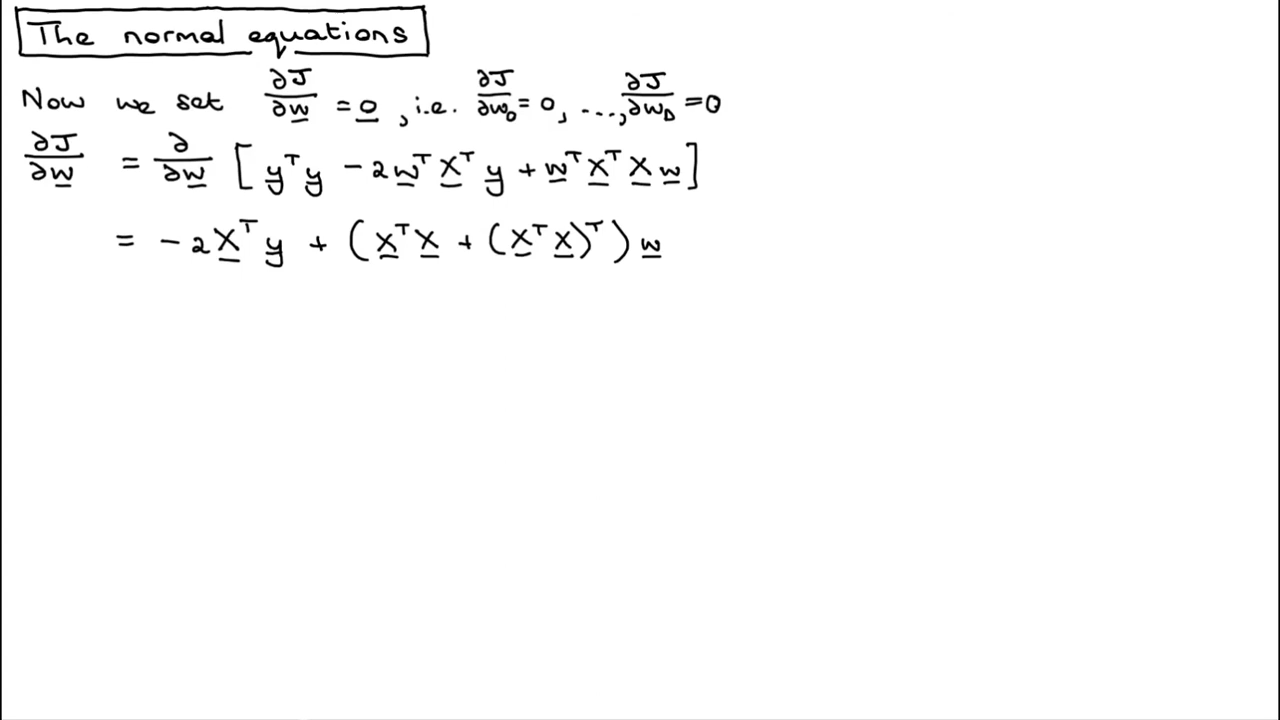 The normal equations
Now we set ∂J/∂w = 0, i.e. ∂J/∂w₀ = 0, ..., ∂J/∂w_D = 0
∂J/∂w = ∂/∂w [yᵀy - 2wᵀXᵀy + wᵀXᵀXw]
= -2Xᵀy + (XᵀX + (XᵀX)ᵀ)w